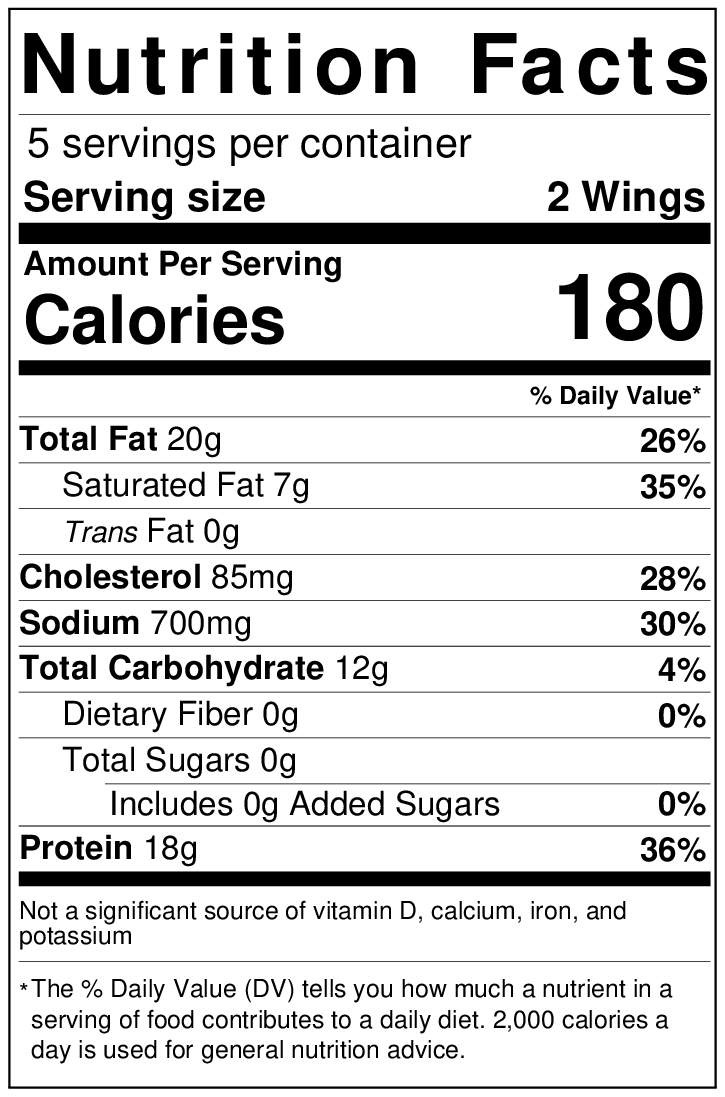 Nutrition Facts
5 servings per container
Serving size 2 Wings
Amount Per Serving
Calories 180
% Daily Value*
Total Fat 20g 26%
Saturated Fat 7g 35%
Trans Fat 0g
Cholesterol 85mg 28%
Sodium 700mg 30%
Total Carbohydrate 12g 4%
Dietary Fiber 0g 0%
Total Sugars 0g
Includes 0g Added Sugars 0%
Protein 18g 36%
Not a significant source of vitamin D, calcium, iron, and
potassium
*The % Daily Value (DV) tells you how much a nutrient in a
serving of food contributes to a daily diet. 2,000 calories a
day is used for general nutrition advice.